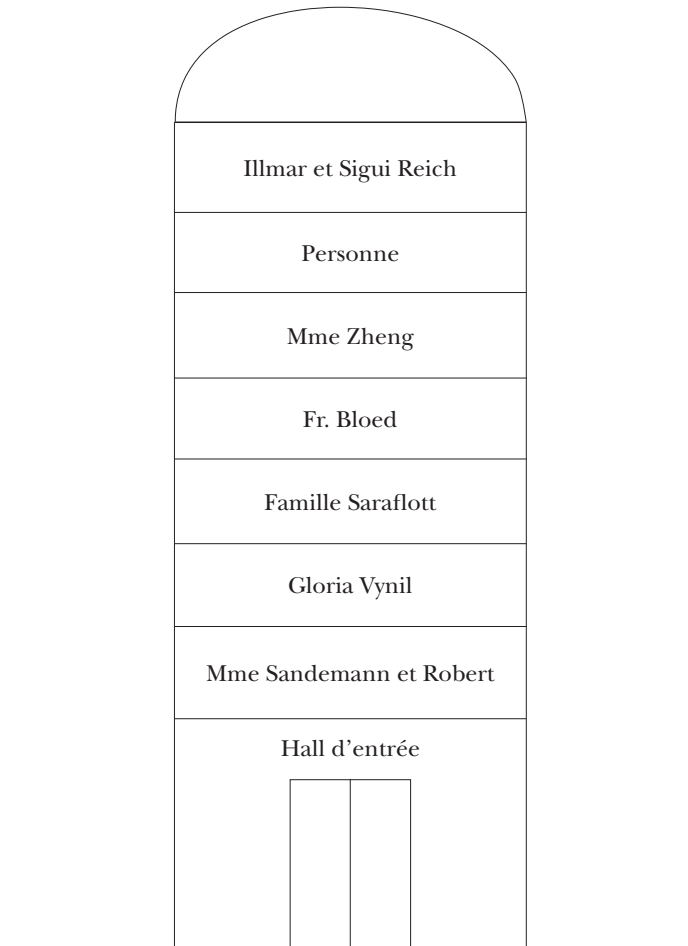 Illmar et Sigui Reich
Personne
Mme Zheng
Fr. Bloed
Famille Saraflott
Gloria Vynil
Mme Sandemann et Robert
Hall d’entrée